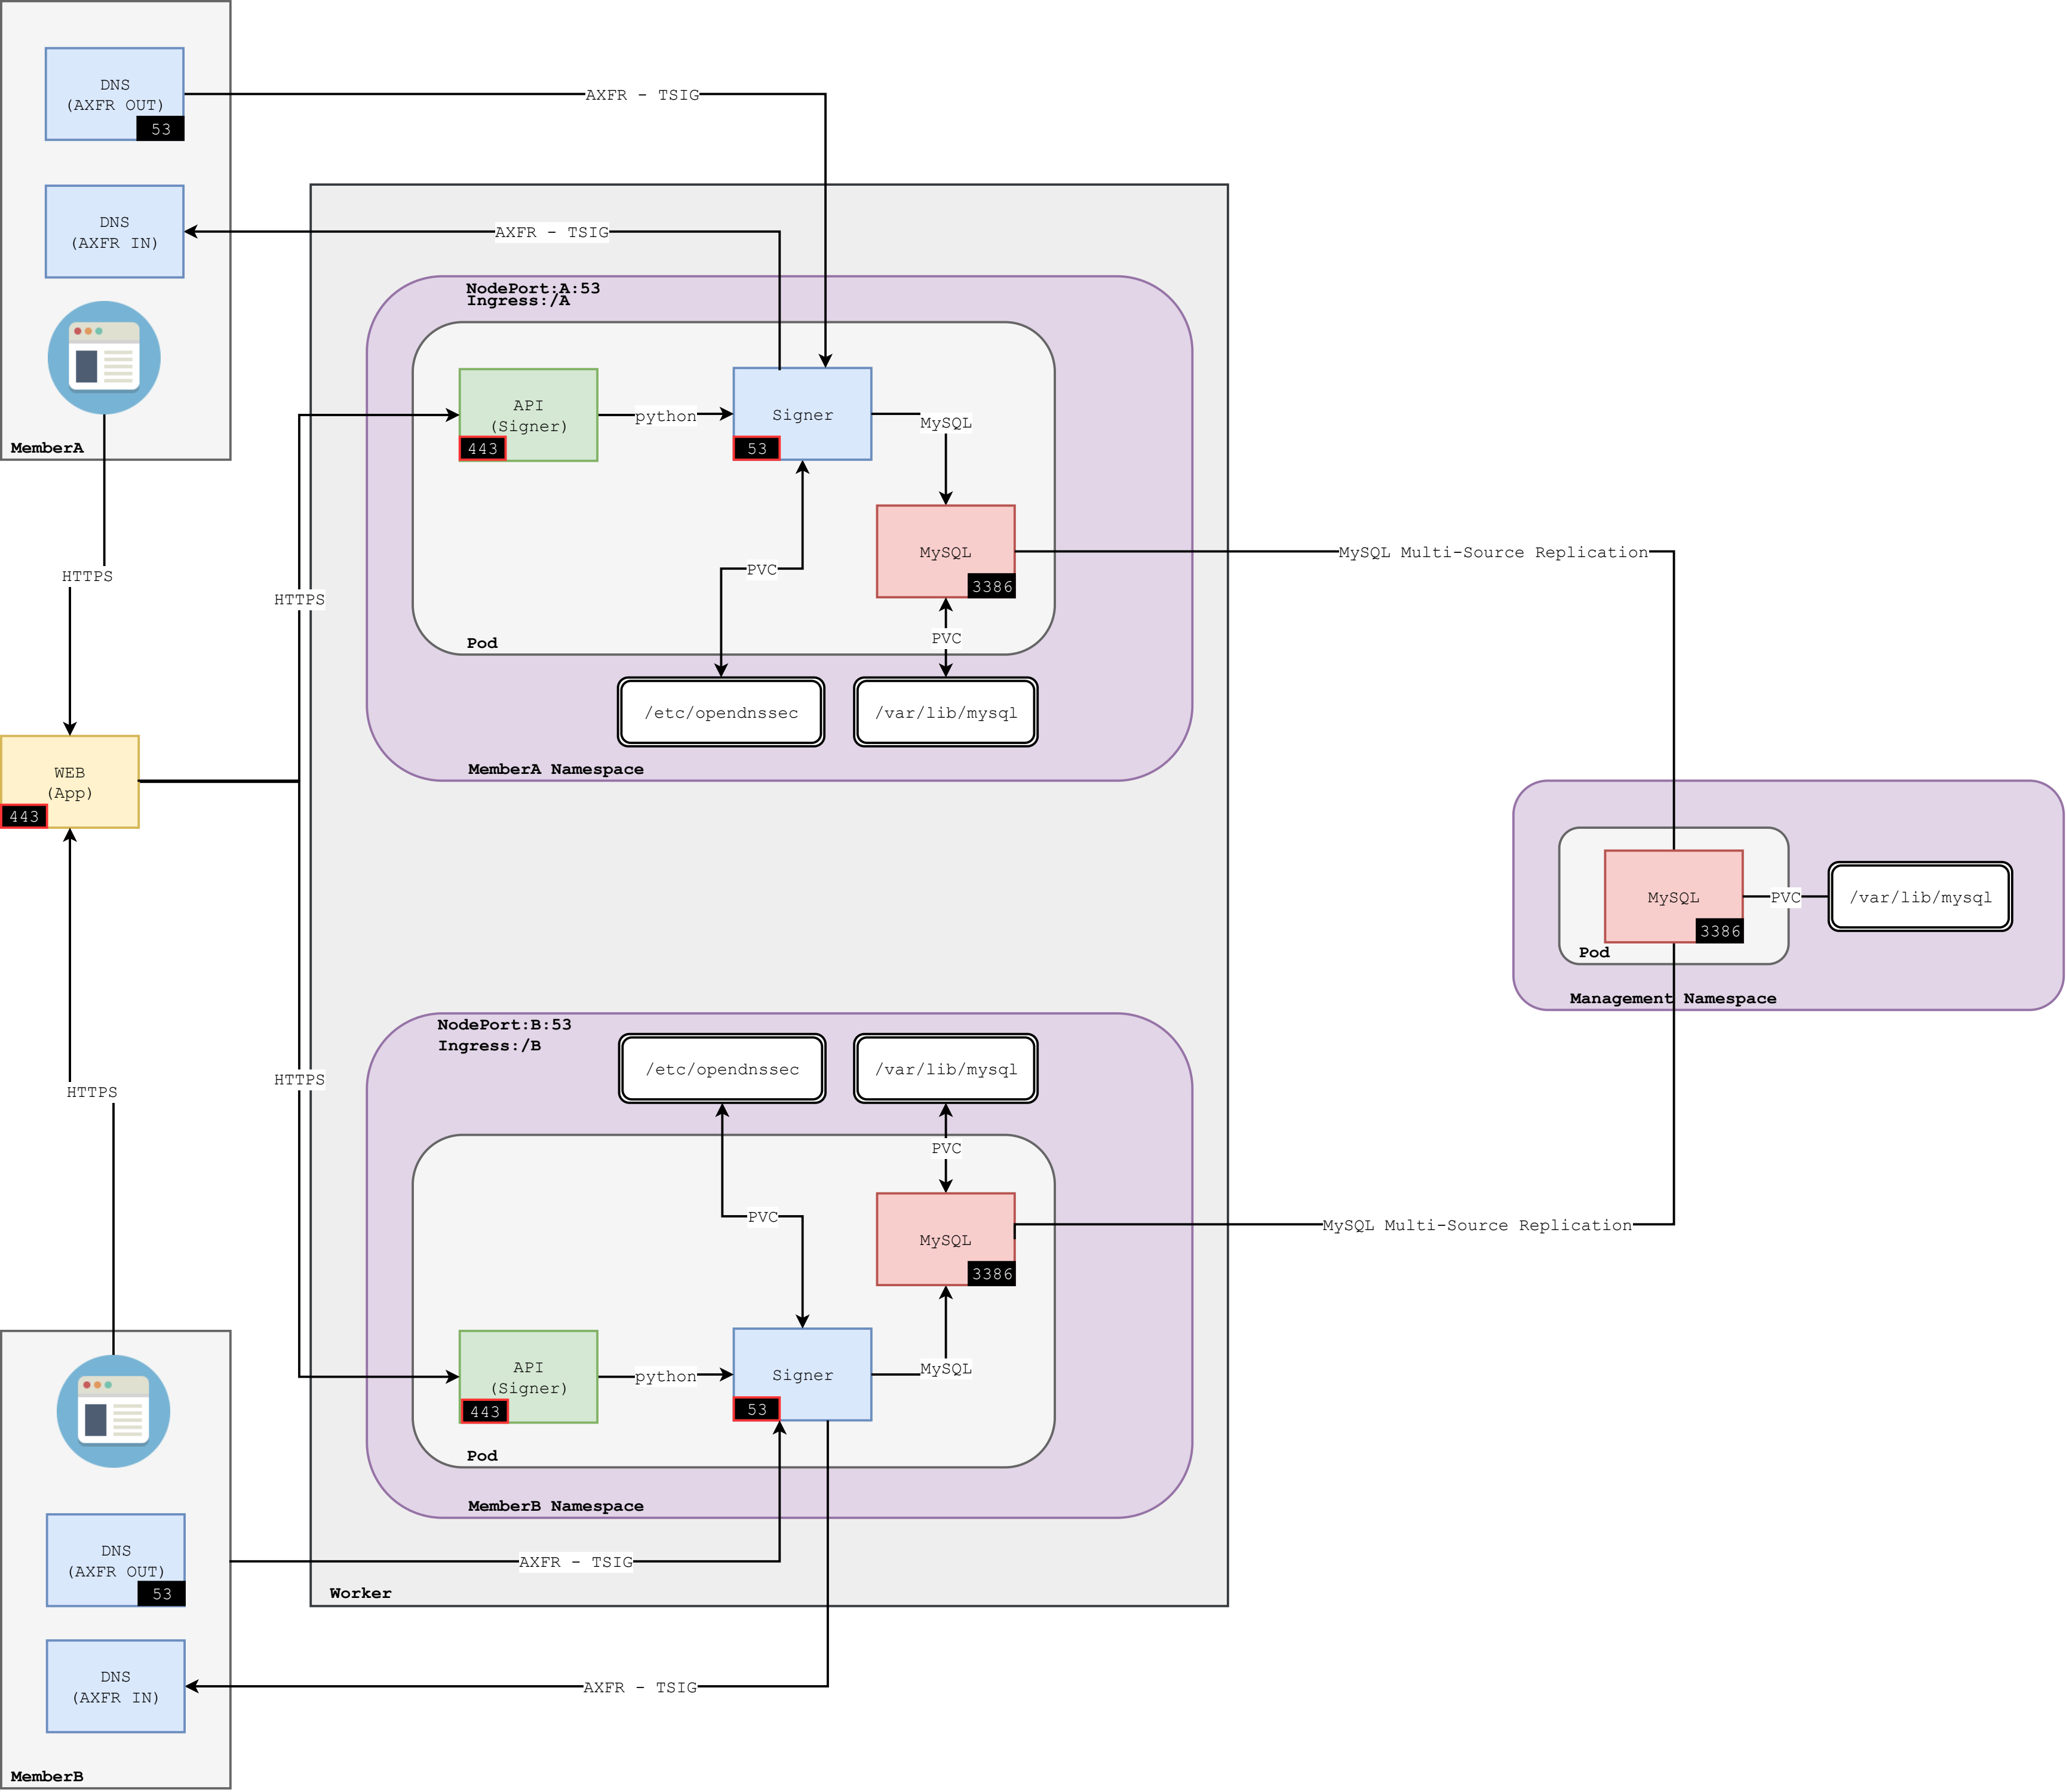 DNS
(AXFR OUT)
53
AXFR - TSIG
DNS
(AXFR IN)
AXFR - TSIG
MemberA
NodePort:A:53
Ingress:/A
API
(Signer)
443
python
Signer
53
MySQL
MySQL
3386
PVC
PVC
Pod
/etc/opendnssec
/var/lib/mysql
MemberA Namespace
MySQL Multi-Source Replication
HTTPS
HTTPS
WEB
(App)
443
MySQL
3386
PVC
/var/lib/mysql
Pod
Management Namespace
HTTPS
HTTPS
NodePort:B:53
Ingress:/B
/etc/opendnssec
/var/lib/mysql
PVC
PVC
MySQL
3386
MySQL Multi-Source Replication
API
(Signer)
443
python
Signer
53
MySQL
Pod
MemberB Namespace
DNS
(AXFR OUT)
53
AXFR - TSIG
Worker
DNS
(AXFR IN)
AXFR - TSIG
MemberB